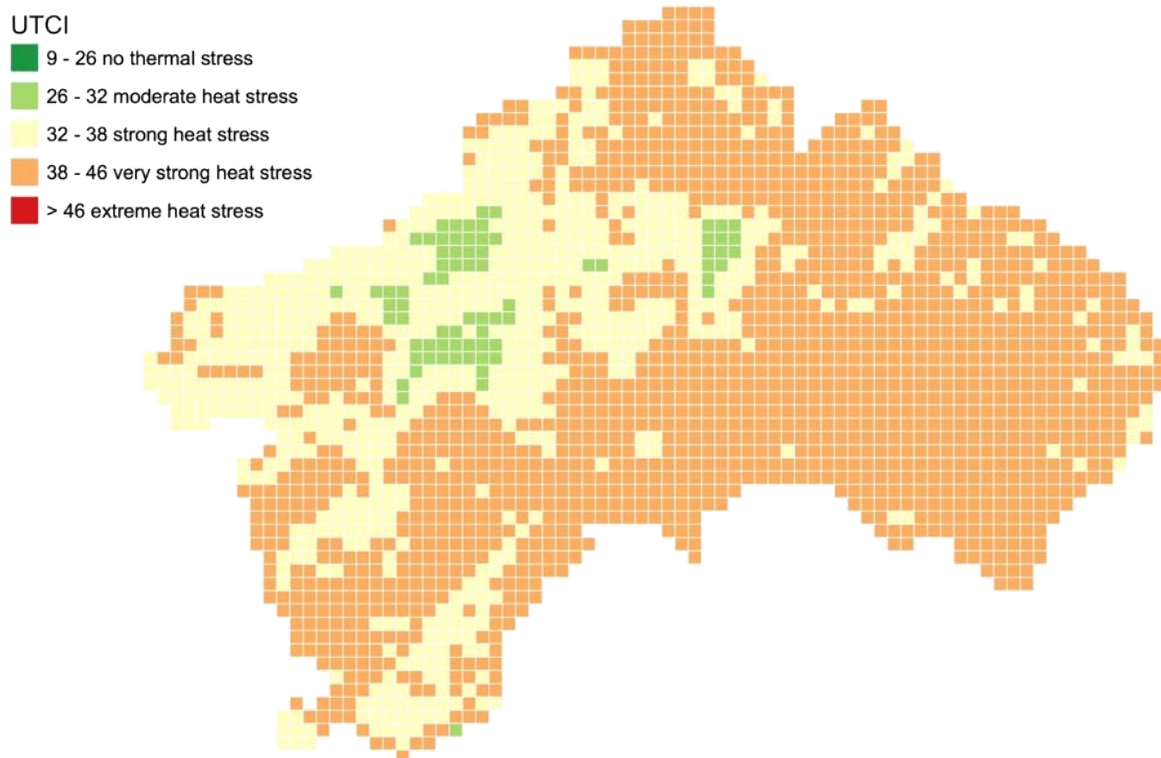 UTCI
9 - 26 no thermal stress
26 - 32 moderate heat stress
32 - 38 strong heat stress
38 - 46 very strong heat stress
> 46 extreme heat stress